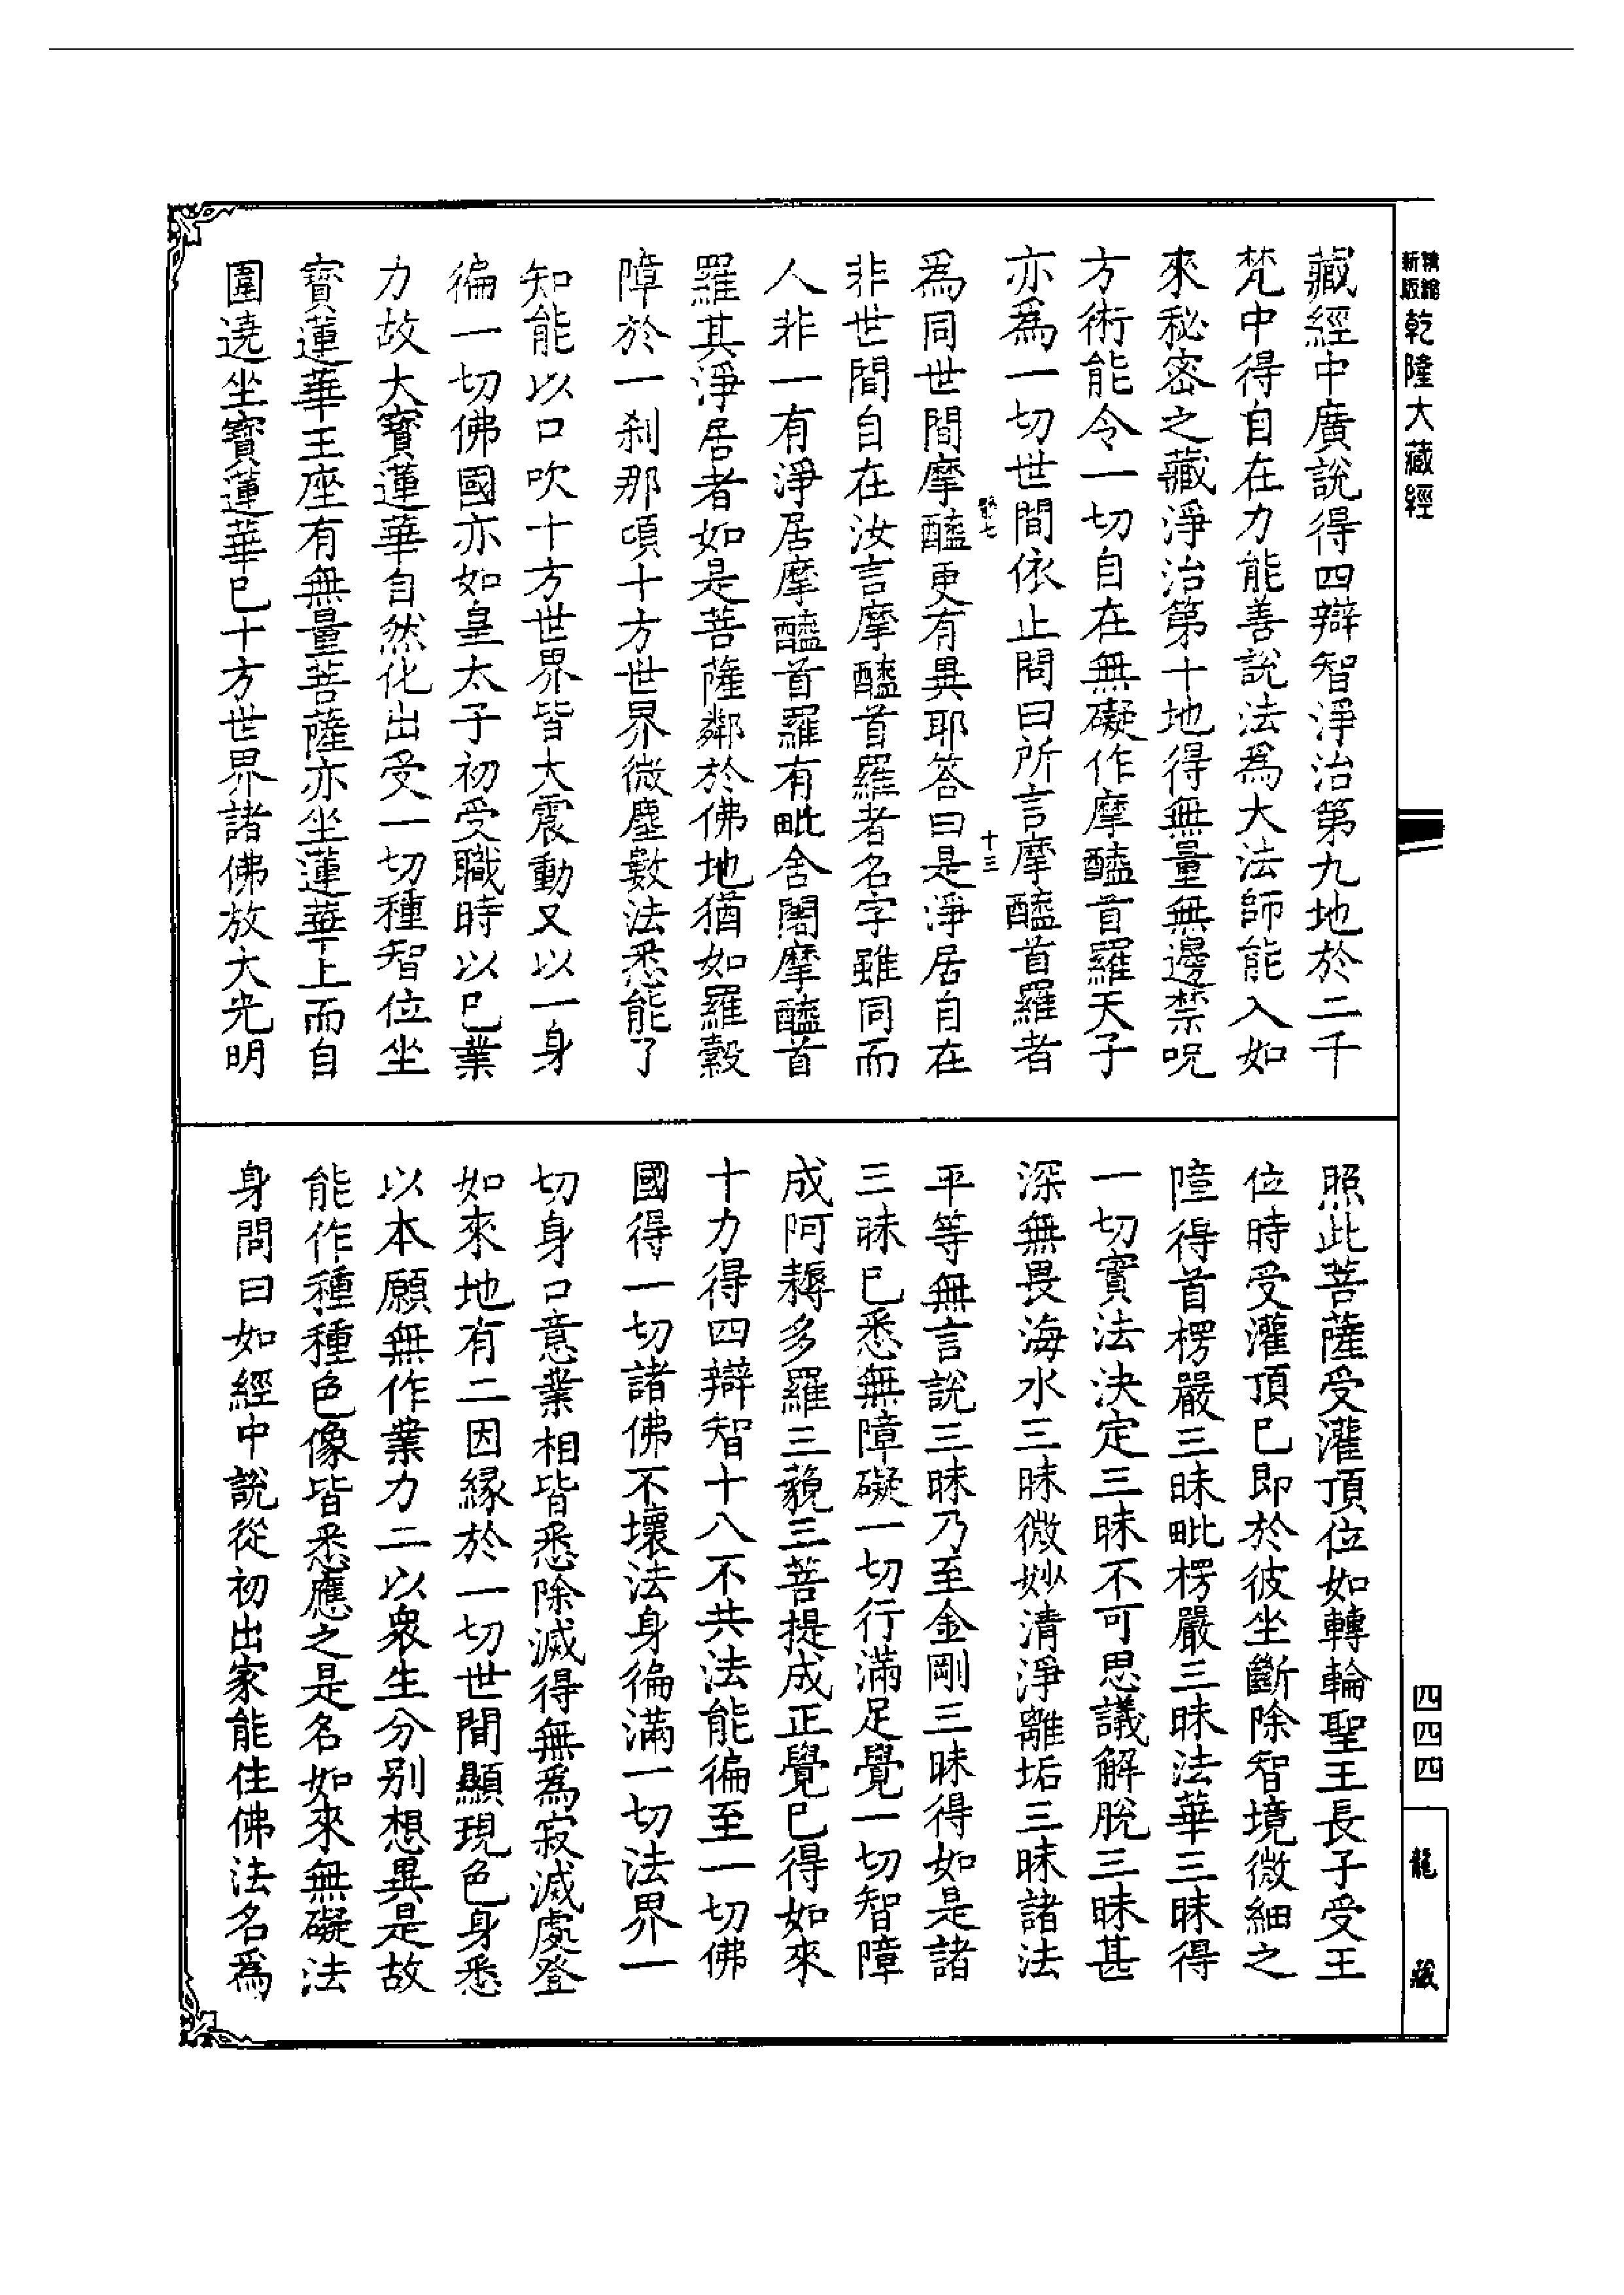 精縮新版乾隆大藏經
藏經中廣說得四辯智淨治第九地於二千
梵中得自在力能善說法爲大法師能入如
來秘密之藏淨治第十地得無量無邊禁呪
方術能令一切自在無礙作摩醯首羅天子
亦爲一切世間依止問曰所言摩醯首羅者
十三
爲同世間摩醯更有異耶答曰是淨居自在
非世間自在汝言摩醯首羅者名字雖同而
人非一有淨居摩醯首羅有毗舍闍摩醯首
羅其淨居者如是菩薩鄰於佛地猶如羅縠
障於一刹那頃十方世界微塵數法悉能了
知能以口吹十方世界皆大震動又以一身
徧一切佛國亦如皇太子初受職時以巳業
力故大寶蓮華自然化出受一切種智位坐
寶蓮華王座有無量菩薩亦坐蓮華上而自
圍遶坐寶蓮華巳十方世界諸佛放大光明
照此菩薩受灌頂位如轉輪聖王長子受王
位時受灌頂巳即於彼坐斷除智境微細之
障得首楞嚴三昧毗楞嚴三昧法華三昧得
一切實法決定三昧不可思議解脫三昧甚
深無畏海水三昧微妙清淨離垢三昧諸法
平等無言說三昧乃至金剛三昧得如是諸
三昧巳悉無障礙一切行滿足覺一切智障
成阿耨多羅三藐三菩提成正覺巳得如來
十力得四辯智十八不共法能徧至一切佛
國得一切諸佛不壞法身徧滿一切法界一
切身口意業相皆悉除滅得無爲寂滅處登
如來地有二因緣於一切世間顯現色身悉
以本願無作業力二以衆生分別想異是故
能作種種色像皆悉應之是名如來無礙法
身問曰如經中說從初出家能住佛法名爲
四四四
龍藏